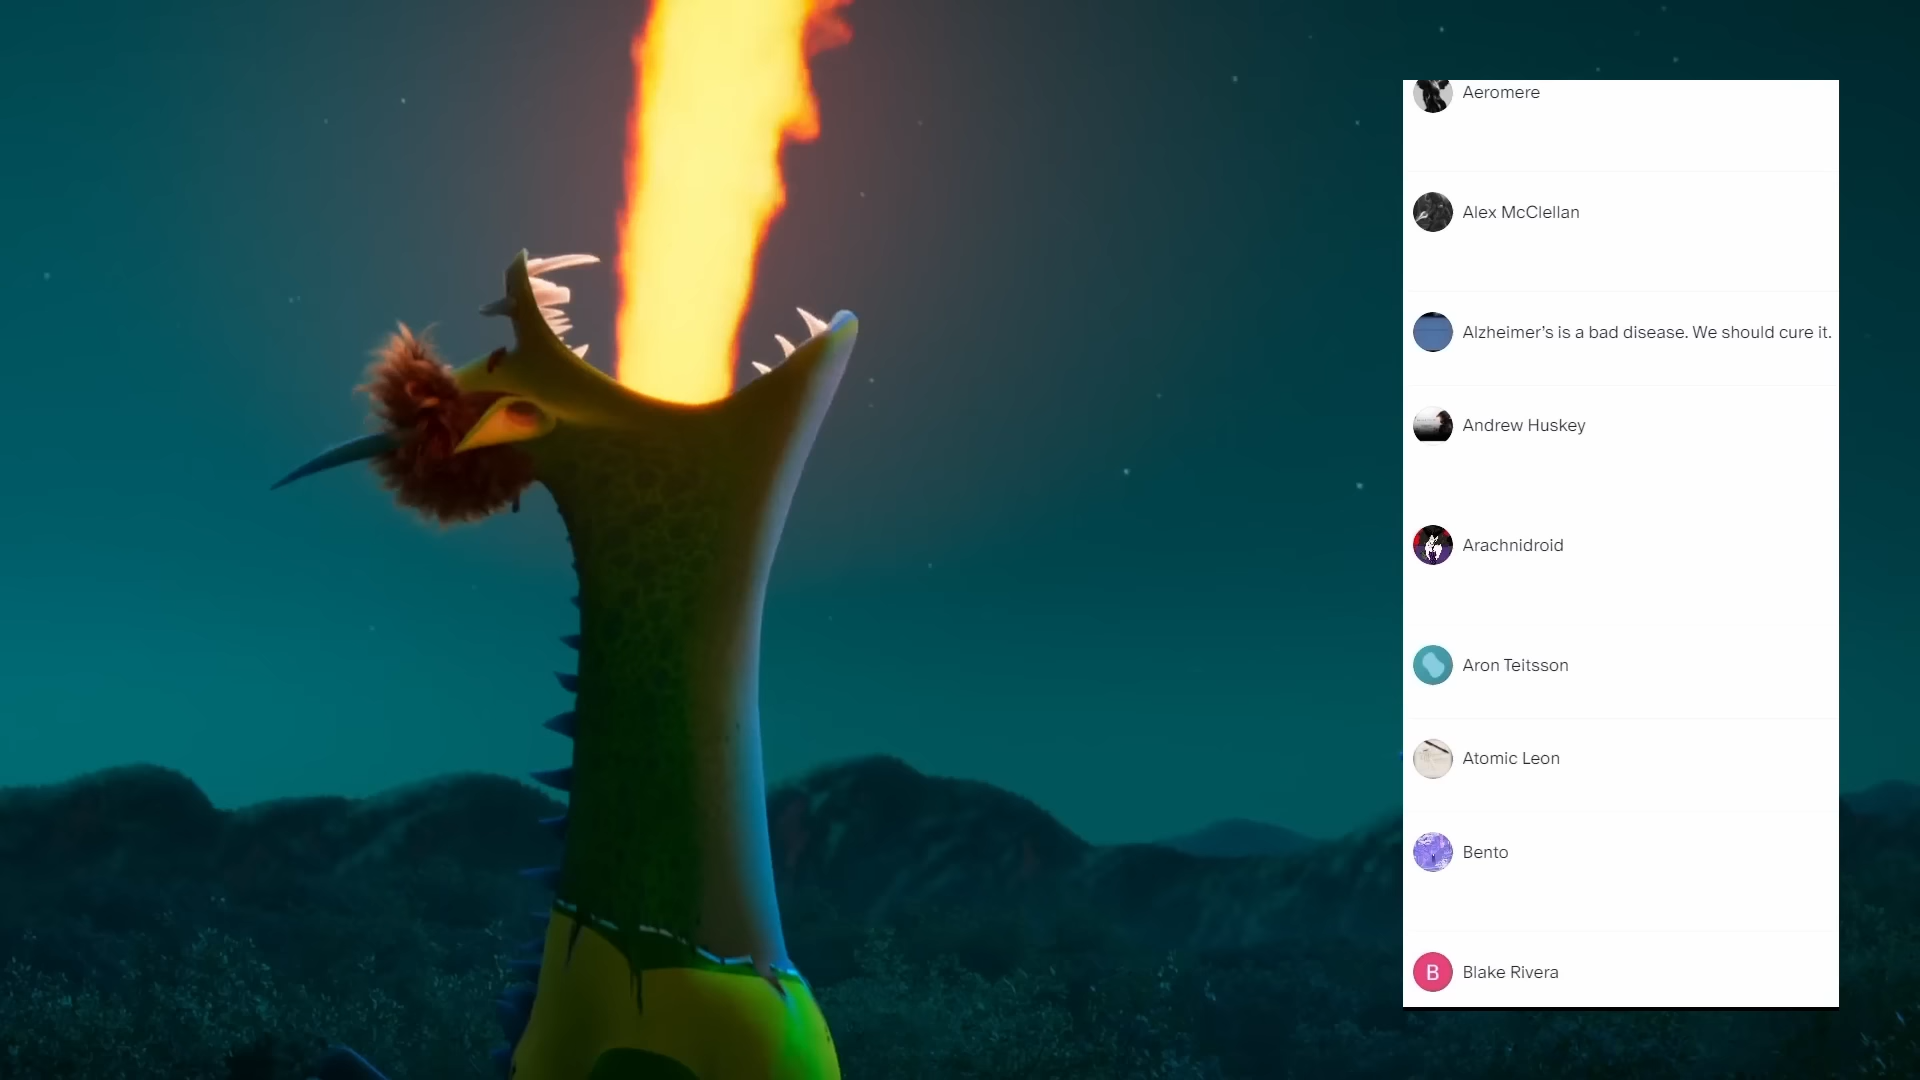 Aeromere
Alex McClellan
Alzheimer's is a bad disease. We should cure it.
Andrew Huskey
Arachnidroid
Aron Teitsson
Atomic Leon
Bento
B Blake Rivera